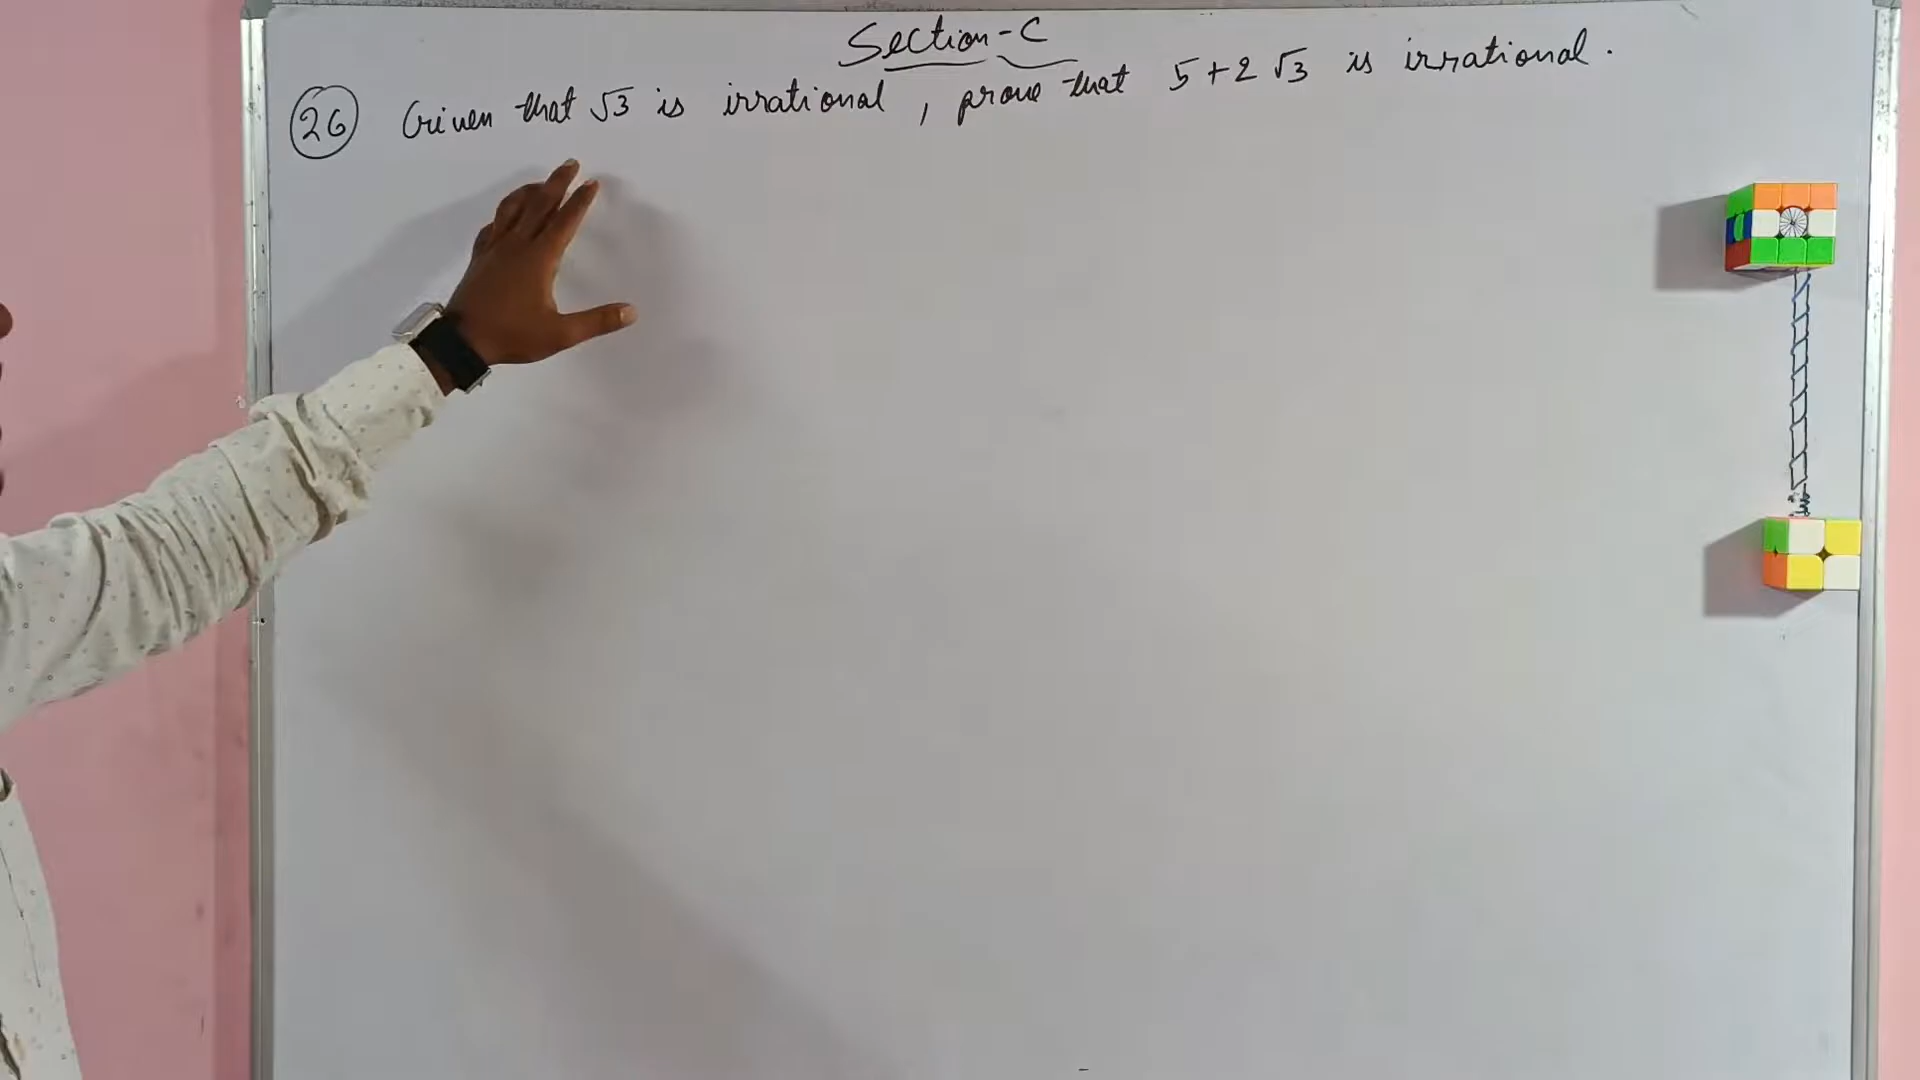 Section-C
26 Given that √3 is irrational, prove that 5+2√3 is irrational.